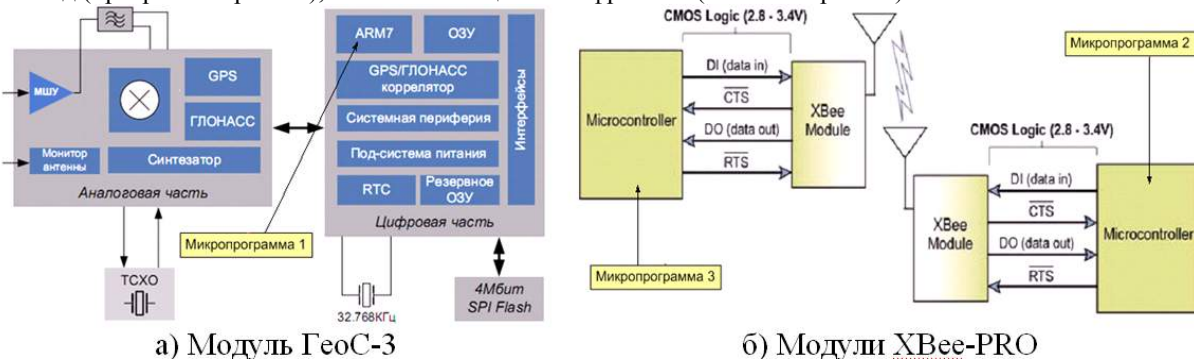 CMOS Logic (2.8 - 3.4V)
ARM7
ОЗУ
Микропрограмма 2
GPS
DI (data in)
МШУ
GPS/ГЛОНАСС
коррелятор
Интерфейсы
CTS
ГЛОНАСС
Microcontroller
XBee
Module
Системная периферия
DO (data out)
CMOS Logic (2.8 - 3.4V)
Монитор
антенны
Синтезатор
Под-система питания
RTS
DI (data in)
Аналоговая часть
RTC
Резервное
ОЗУ
CTS
Цифровая часть
XBee
Module
Microcontroller
Микропрограмма 1
DO (data out)
TCXO
Микропрограмма 3
RTS
4Мбит
SPI Flash
32.768КГц
а) Модуль ГеоС-3
б) Модули XBee-PRO